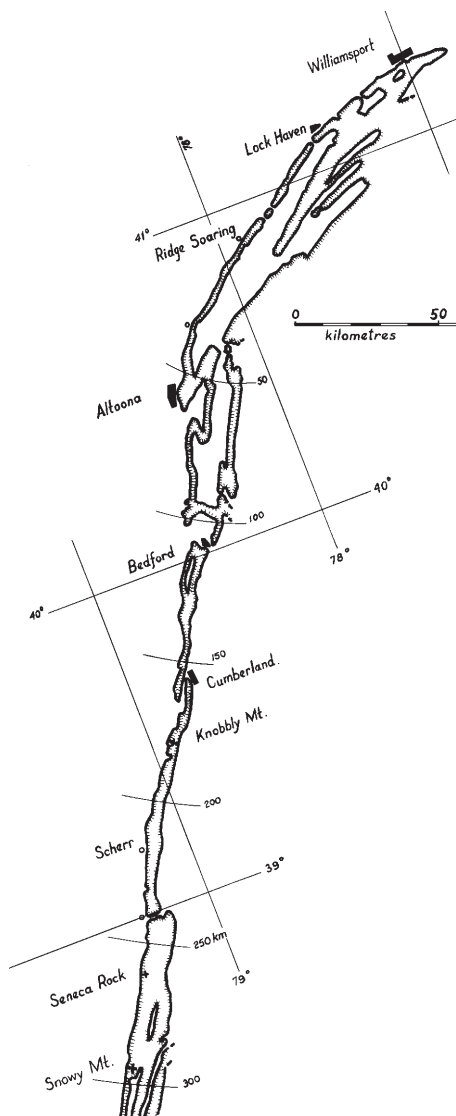 Williamsport
Lock Haven
41°
Ridge Soaring
0 50
kilometres
50
Altoona
40°
100
Bedford
78°
40°
150
Cumberland.
Knobbly Mt.
200
Scherr
39°
250 km
Seneca Rock
79°
Snowy Mt.
300